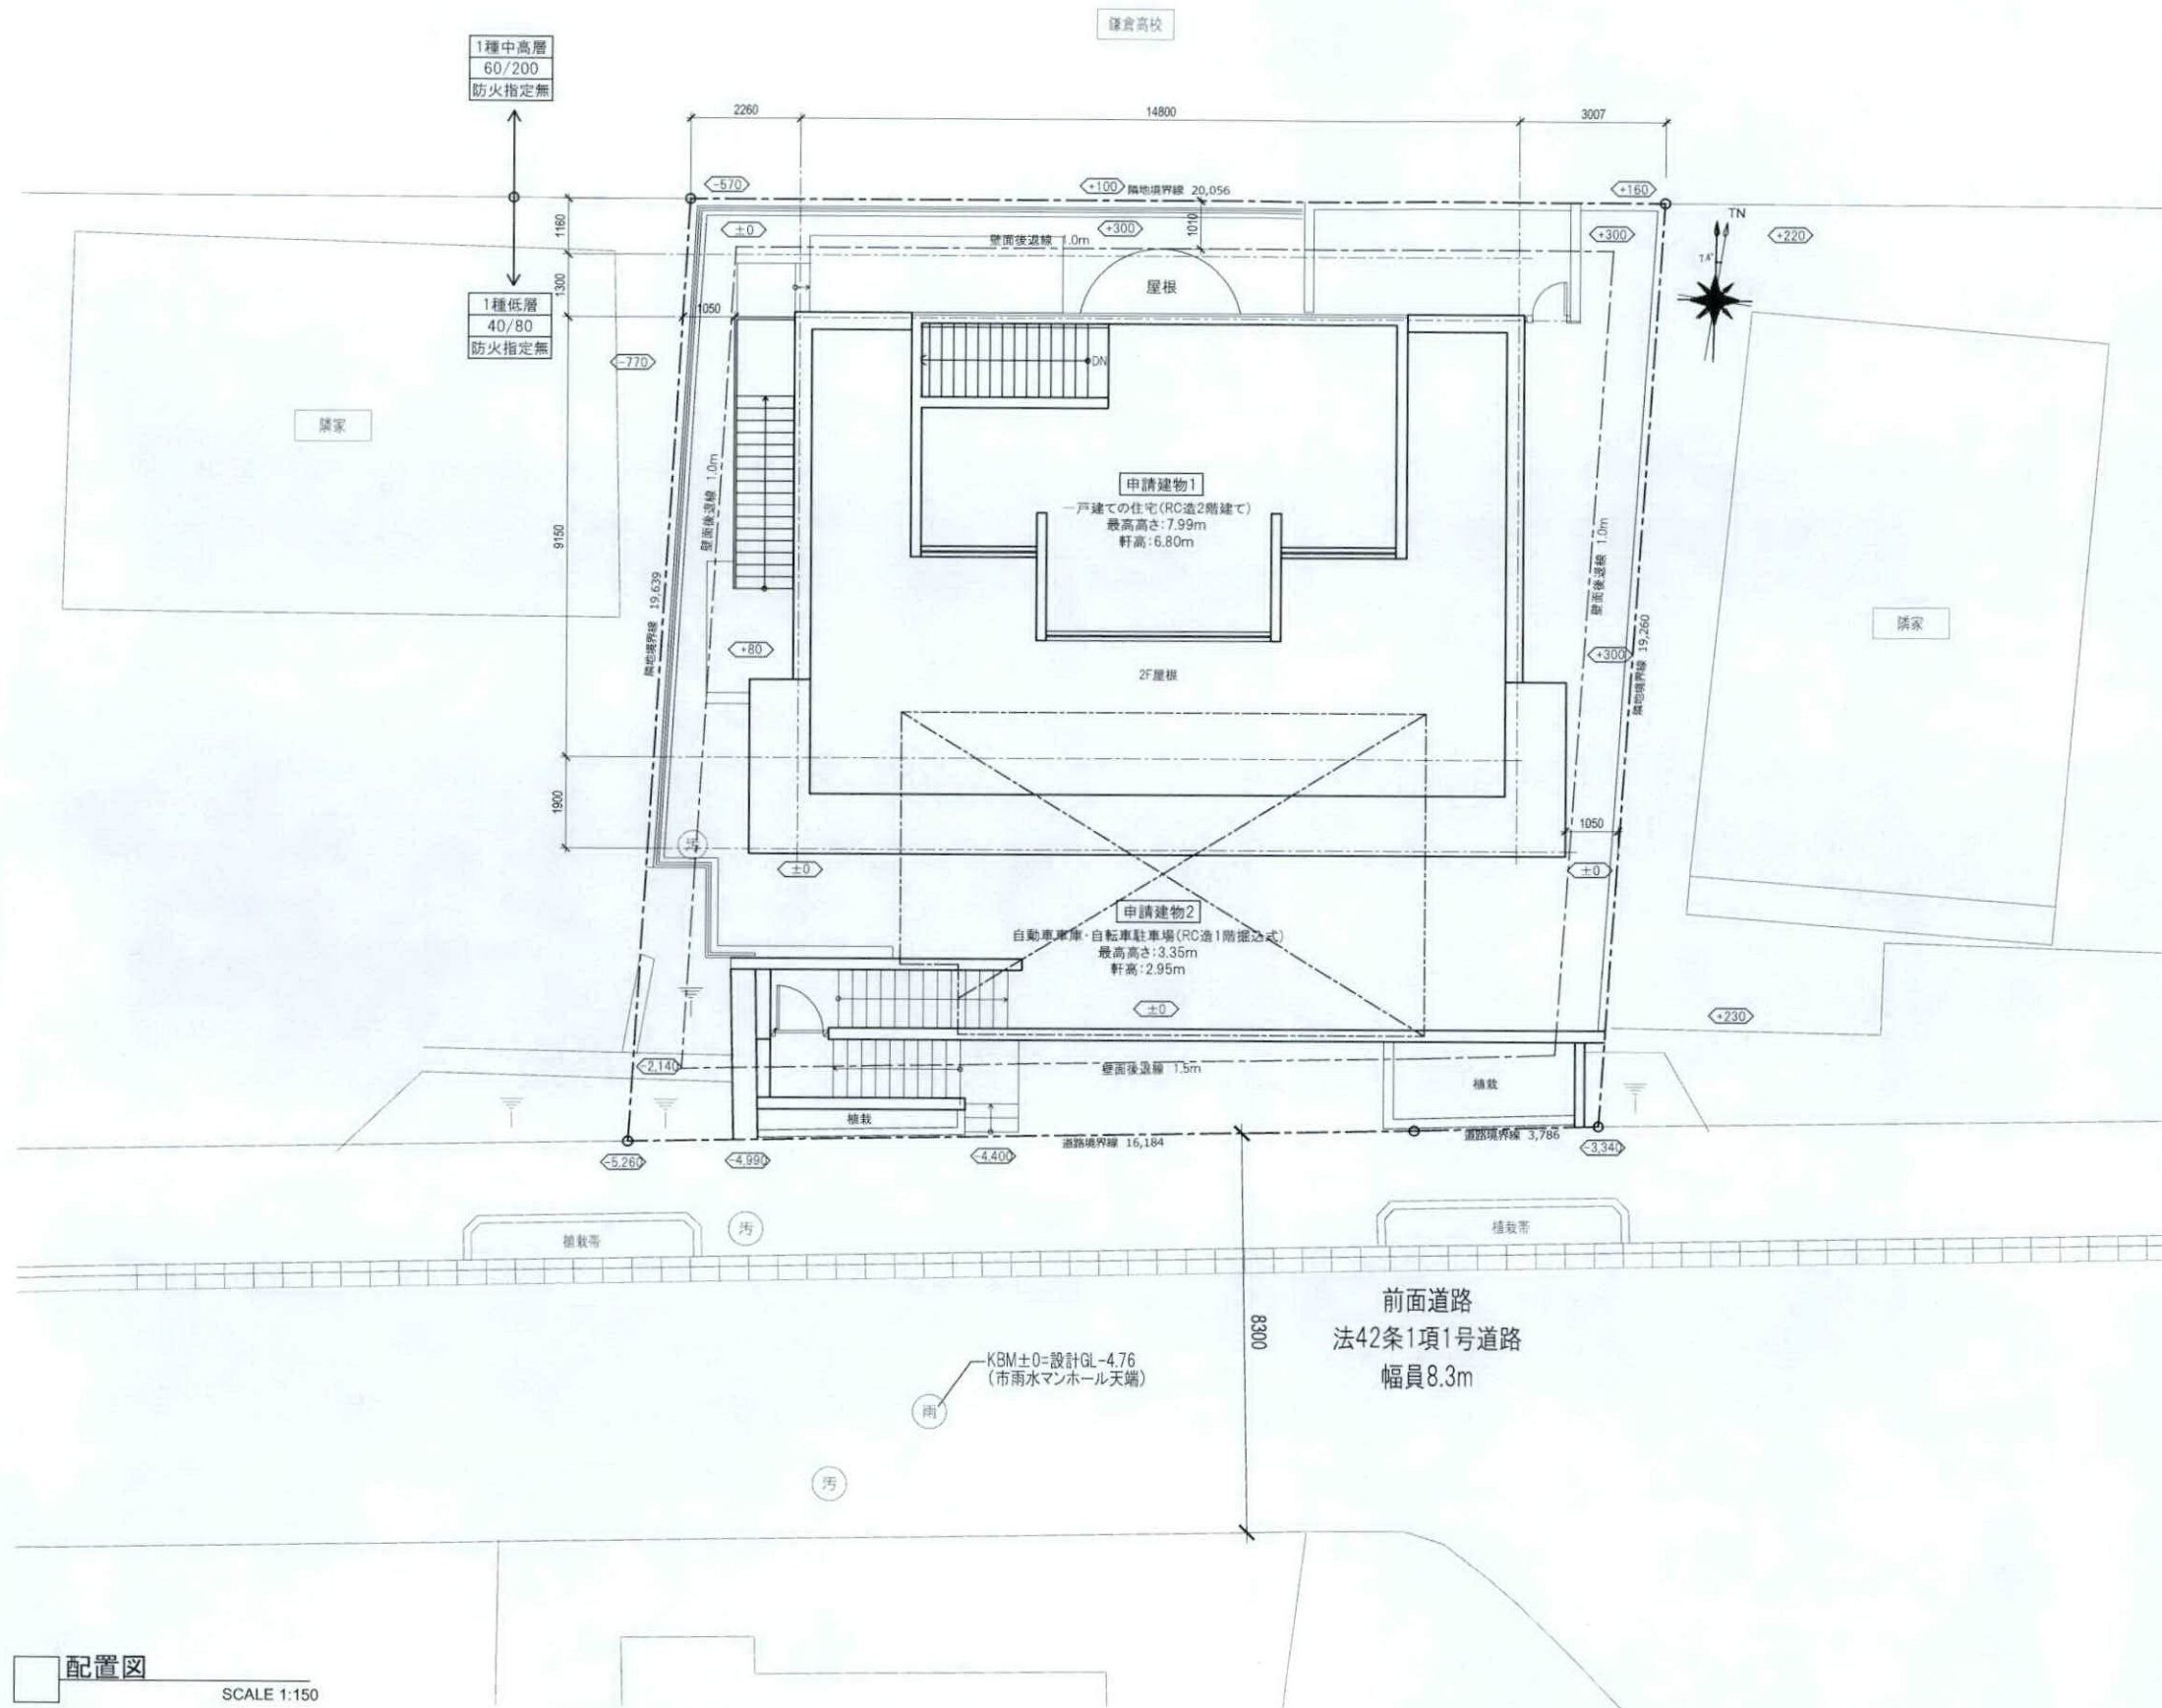 鎌倉高校
1種中高層
60/200
防火指定無
2260
14800
3007
-570
+100
隣地境界線 20,056
+160
1160
±0
壁面後退線 1.0m
+300
1010
+300
TN
+220
7.4°
1300
屋根
1種低層
40/80
防火指定無
1050
-770
DN
隣家
申請建物1
一戸建ての住宅(RC造2階建て)
最高高さ:7.99m
軒高:6.80m
壁面後退線 1.0m
9150
壁面後退線 1.0m
隣地境界線 19,639
隣家
+80
+300
隣地境界線 19,260
2F屋根
1900
1050
±0
±0
申請建物2
自動車車庫・自転車駐車場(RC造1階掘込式)
最高高さ:3.35m
軒高:2.95m
±0
+230
-2,140
壁面後退線 1.5m
植栽
植栽
道路境界線 16,184
道路境界線 3,786
-5,260
-4,990
-4,400
-3,340
植栽帯
汚
植栽帯
8300
前面道路
法42条1項1号道路
幅員8.3m
KBM±0=設計GL-4.76
(市雨水マンホール天端)
雨
汚
配置図
SCALE 1:150